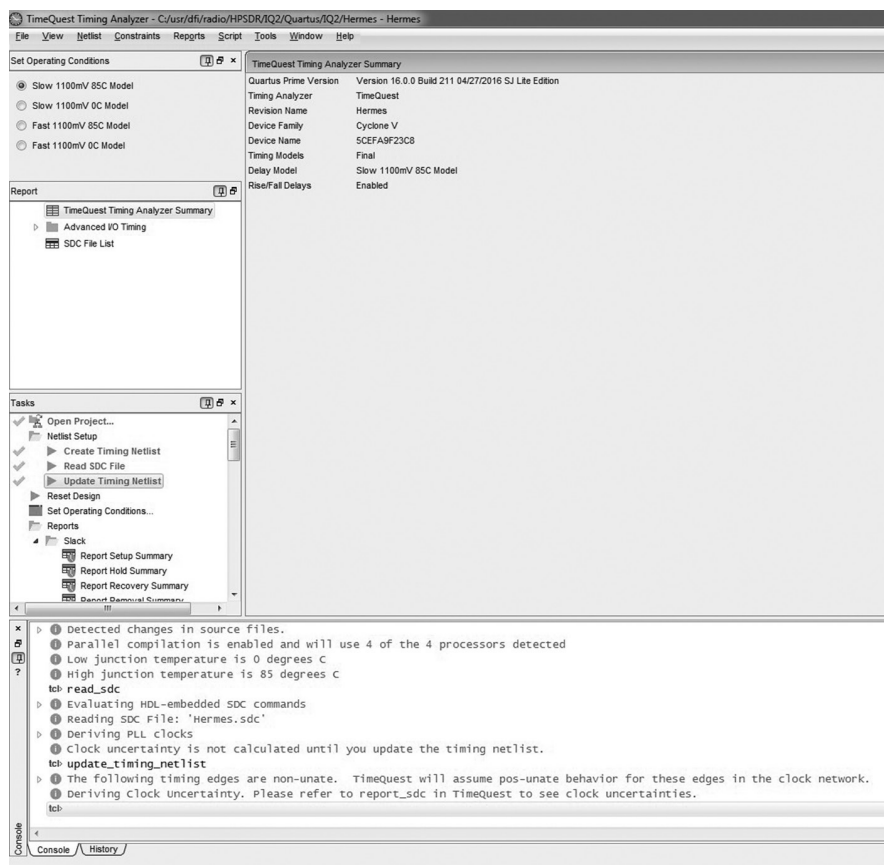 TimeQuest Timing Analyzer - C:/usr/dfi/radio/HPSDR/IQ2/Quartus/IQ2/Hermes - Hermes
File View Netlist Constraints Reports Script Tools Window Help
Set Operating Conditions
Slow 1100mV 85C Model
Slow 1100mV 0C Model
Fast 1100mV 85C Model
Fast 1100mV 0C Model
Report
TimeQuest Timing Analyzer Summary
Advanced I/O Timing
SDC File List
Tasks
Open Project...
Netlist Setup
Create Timing Netlist
Read SDC File
Update Timing Netlist
Reset Design
Set Operating Conditions...
Reports
Slack
Report Setup Summary
Report Hold Summary
Report Recovery Summary
Report Removal Summary
TimeQuest Timing Analyzer Summary
Quartus Prime Version Version 16.0.0 Build 211 04/27/2016 SJ Lite Edition
Timing Analyzer TimeQuest
Revision Name Hermes
Device Family Cyclone V
Device Name 5CEFA9F23C8
Timing Models Final
Delay Model Slow 1100mV 85C Model
Rise/Fall Delays Enabled
Detected changes in source files.
Parallel compilation is enabled and will use 4 of the 4 processors detected
Low junction temperature is 0 degrees C
High junction temperature is 85 degrees C
tcl> read_sdc
Evaluating HDL-embedded SDC commands
Reading SDC File: 'Hermes.sdc'
Deriving PLL clocks
Clock uncertainty is not calculated until you update the timing netlist.
tcl> update_timing_netlist
The following timing edges are non-unate. TimeQuest will assume pos-unate behavior for these edges in the clock network.
Deriving Clock Uncertainty. Please refer to report_sdc in TimeQuest to see clock uncertainties.
tcl>
Console
Console History